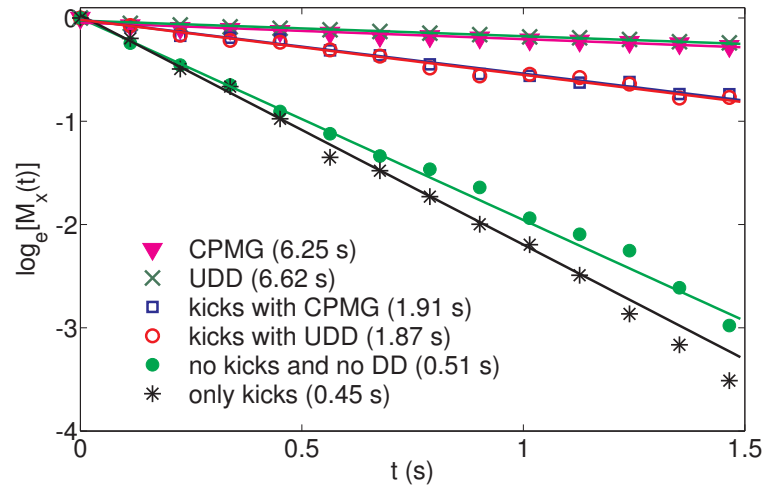 0
-1
-2
-3
-4
log_e[M_x(t)]
CPMG (6.25 s)
UDD (6.62 s)
kicks with CPMG (1.91 s)
kicks with UDD (1.87 s)
no kicks and no DD (0.51 s)
only kicks (0.45 s)
0 0.5 1 1.5
t (s)